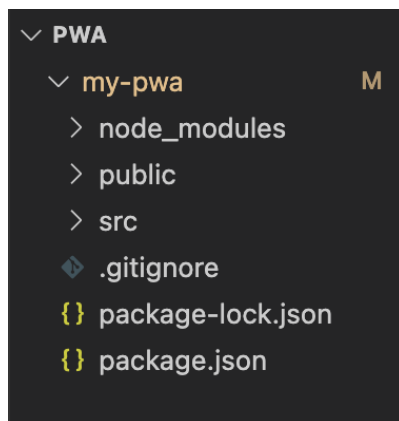 PWA
my-pwa M
node_modules
public
src
.gitignore
{} package-lock.json
{} package.json